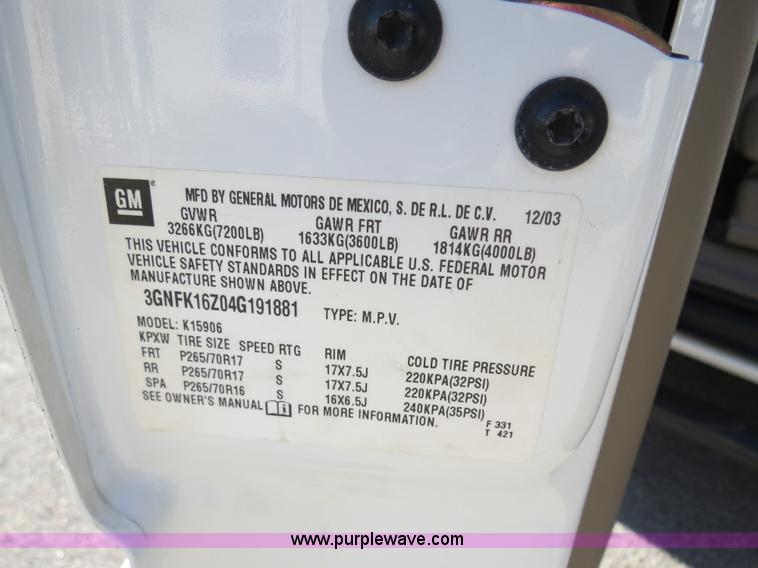 GM
MFD BY GENERAL MOTORS DE MEXICO, S. DE R.L. DE C.V. 12/03
GVWR GAWR FRT GAWR RR
3266KG(7200LB) 1633KG(3600LB) 1814KG(4000LB)
THIS VEHICLE CONFORMS TO ALL APPLICABLE U.S. FEDERAL MOTOR
VEHICLE SAFETY STANDARDS IN EFFECT ON THE DATE OF
MANUFACTURE SHOWN ABOVE.
3GNFK16Z04G191881 TYPE: M.P.V.
MODEL: K15906
KPXW TIRE SIZE SPEED RTG RIM COLD TIRE PRESSURE
FRT P265/70R17 S 17X7.5J 220KPA(32PSI)
RR P265/70R17 S 17X7.5J 220KPA(32PSI)
SPA P265/70R16 S 16X6.5J 240KPA(35PSI)
SEE OWNER'S MANUAL FOR MORE INFORMATION.
F 331
T 421
www.purplewave.com